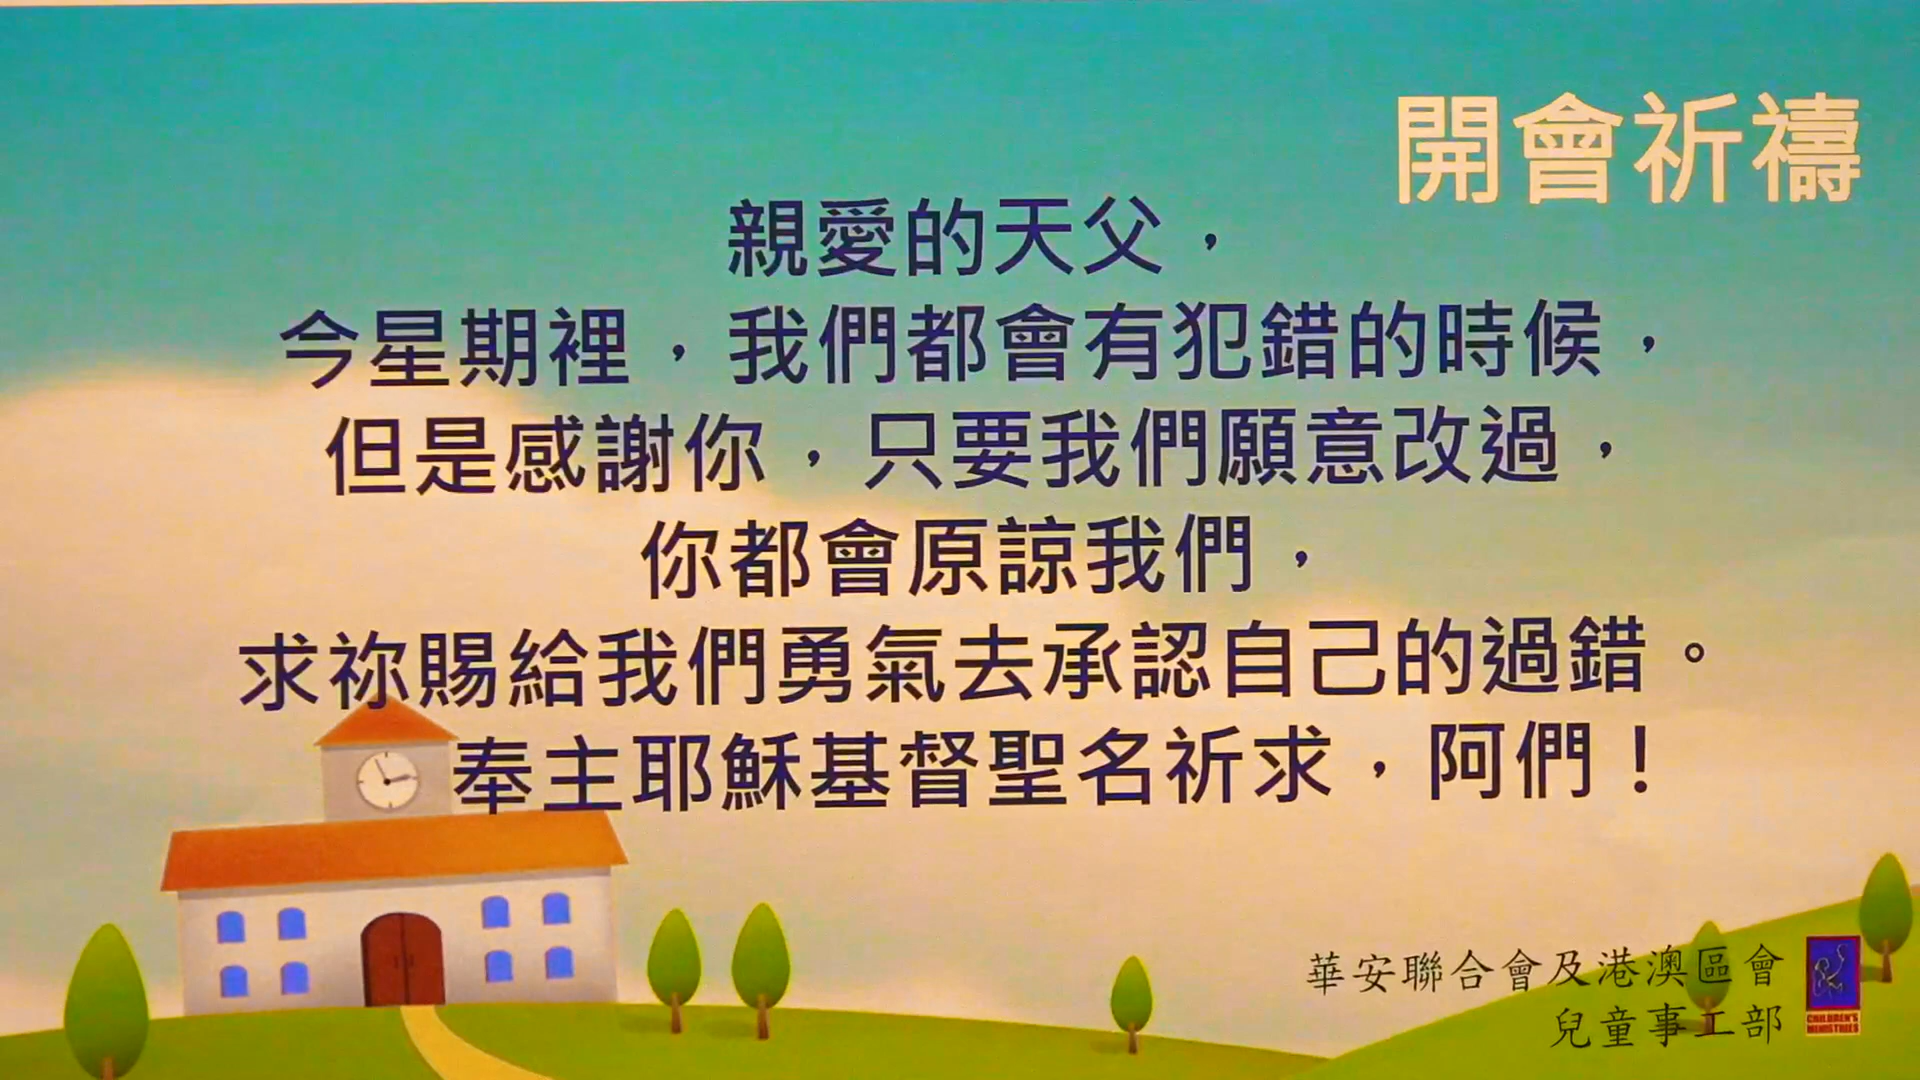 開會祈禱
親愛的天父，
今星期裡，我們都會有犯錯的時候，
但是感謝你，只要我們願意改過，
你都會原諒我們，
求祢賜給我們勇氣去承認自己的過錯。
奉主耶穌基督聖名祈求，阿們！
華安聯合會及港澳區會
兒童事工部
CHILDREN'S
MINISTRIES